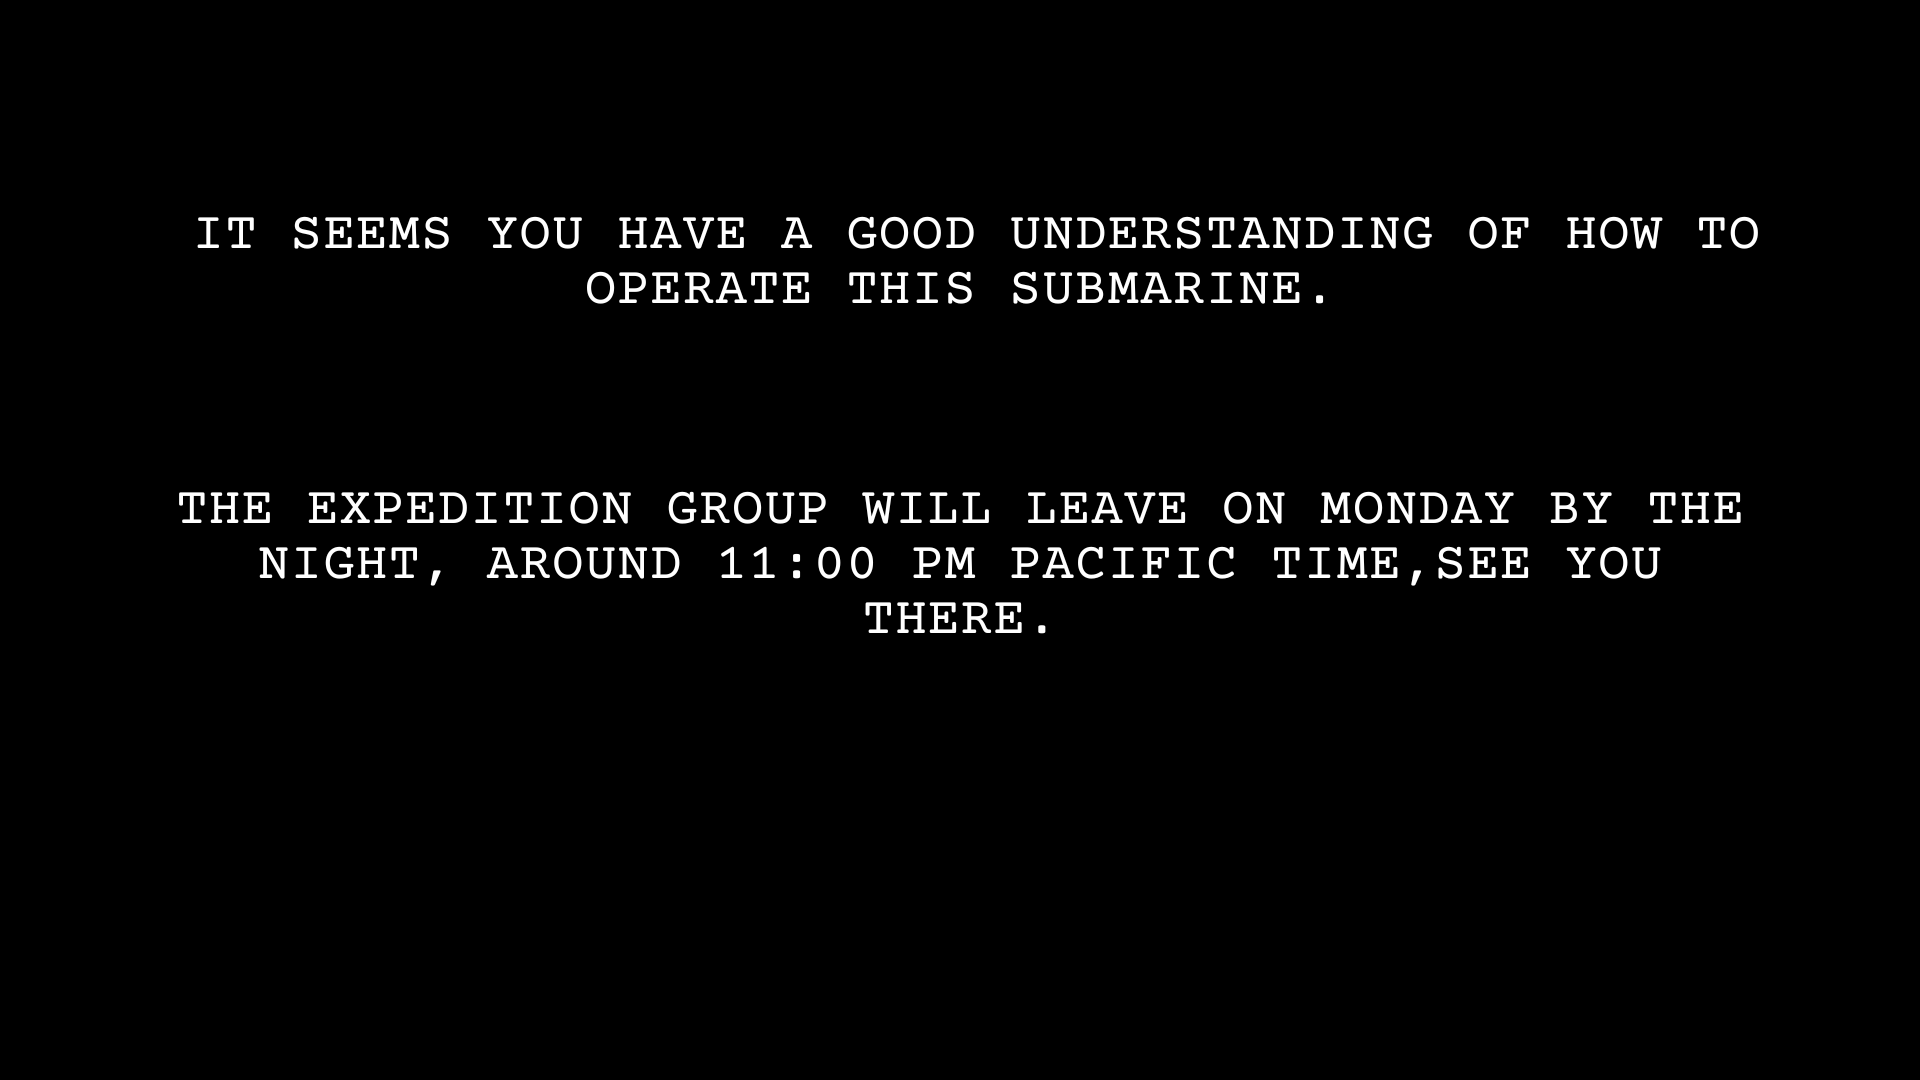 IT SEEMS YOU HAVE A GOOD UNDERSTANDING OF HOW TO
OPERATE THIS SUBMARINE.
THE EXPEDITION GROUP WILL LEAVE ON MONDAY BY THE
NIGHT, AROUND 11:00 PM PACIFIC TIME,SEE YOU
THERE.